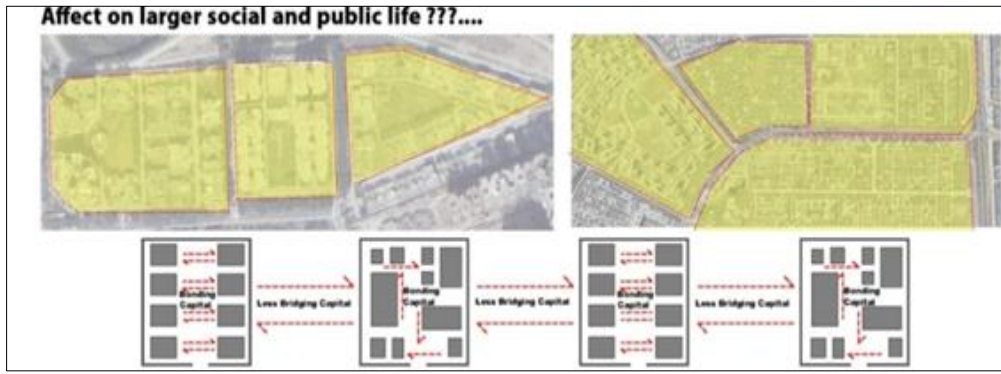 Affect on larger social and public life ???....
Bonding
Capital
Less Bridging Capital
Bonding
Capital
Less Bridging Capital
Bonding
Capital
Less Bridging Capital
Bonding
Capital